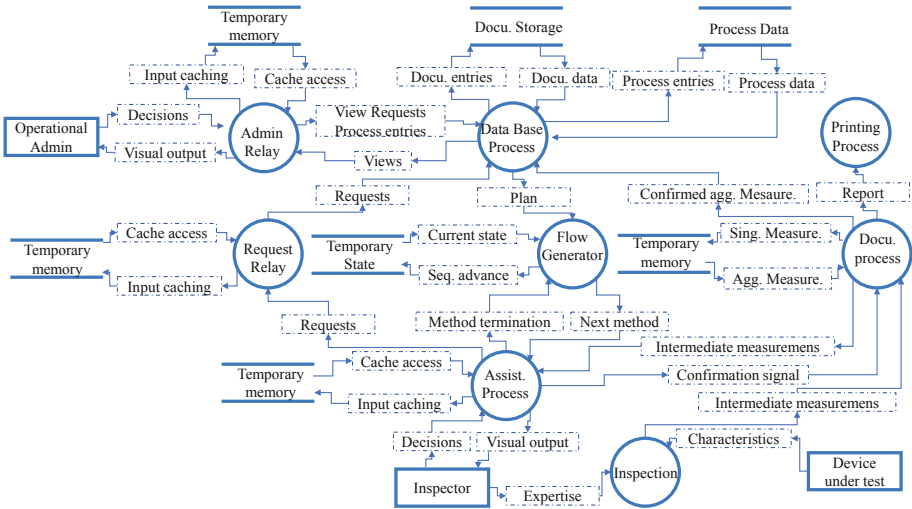 Temporary
memory
Docu. Storage
Process Data
Input caching
Cache access
Docu. entries
Docu. data
Process entries
Process data
Operational
Admin
Decisions
Visual output
Admin
Relay
View Requests
Process entries
Views
Data Base
Process
Printing
Process
Requests
Plan
Confirmed agg. Mesaure.
Report
Temporary
memory
Cache access
Input caching
Request
Relay
Temporary
State
Current state
Seq. advance
Flow
Generator
Temporary
memory
Sing. Measure.
Agg. Measure.
Docu.
process
Requests
Method termination
Next method
Intermediate measuremens
Temporary
memory
Cache access
Input caching
Assist.
Process
Confirmation signal
Intermediate measuremens
Decisions
Visual output
Characteristics
Inspector
Expertise
Inspection
Device
under test